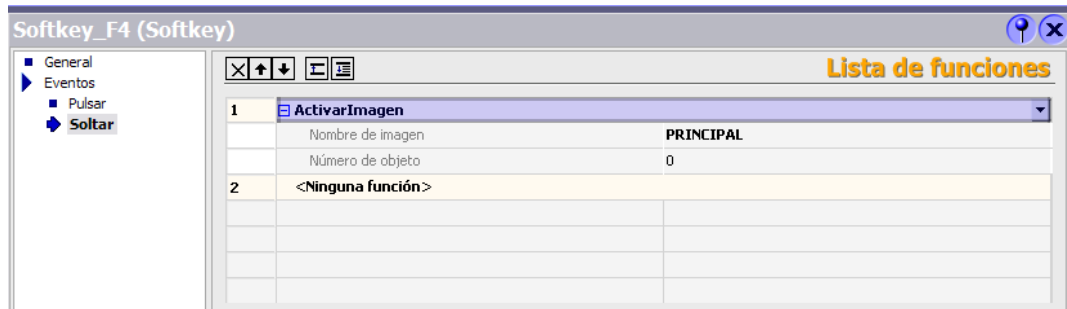 Softkey_F4 (Softkey)
General
Eventos
Pulsar
Soltar
Lista de funciones
1 ActivarImagen
Nombre de imagen PRINCIPAL
Número de objeto 0
2 <Ninguna función>